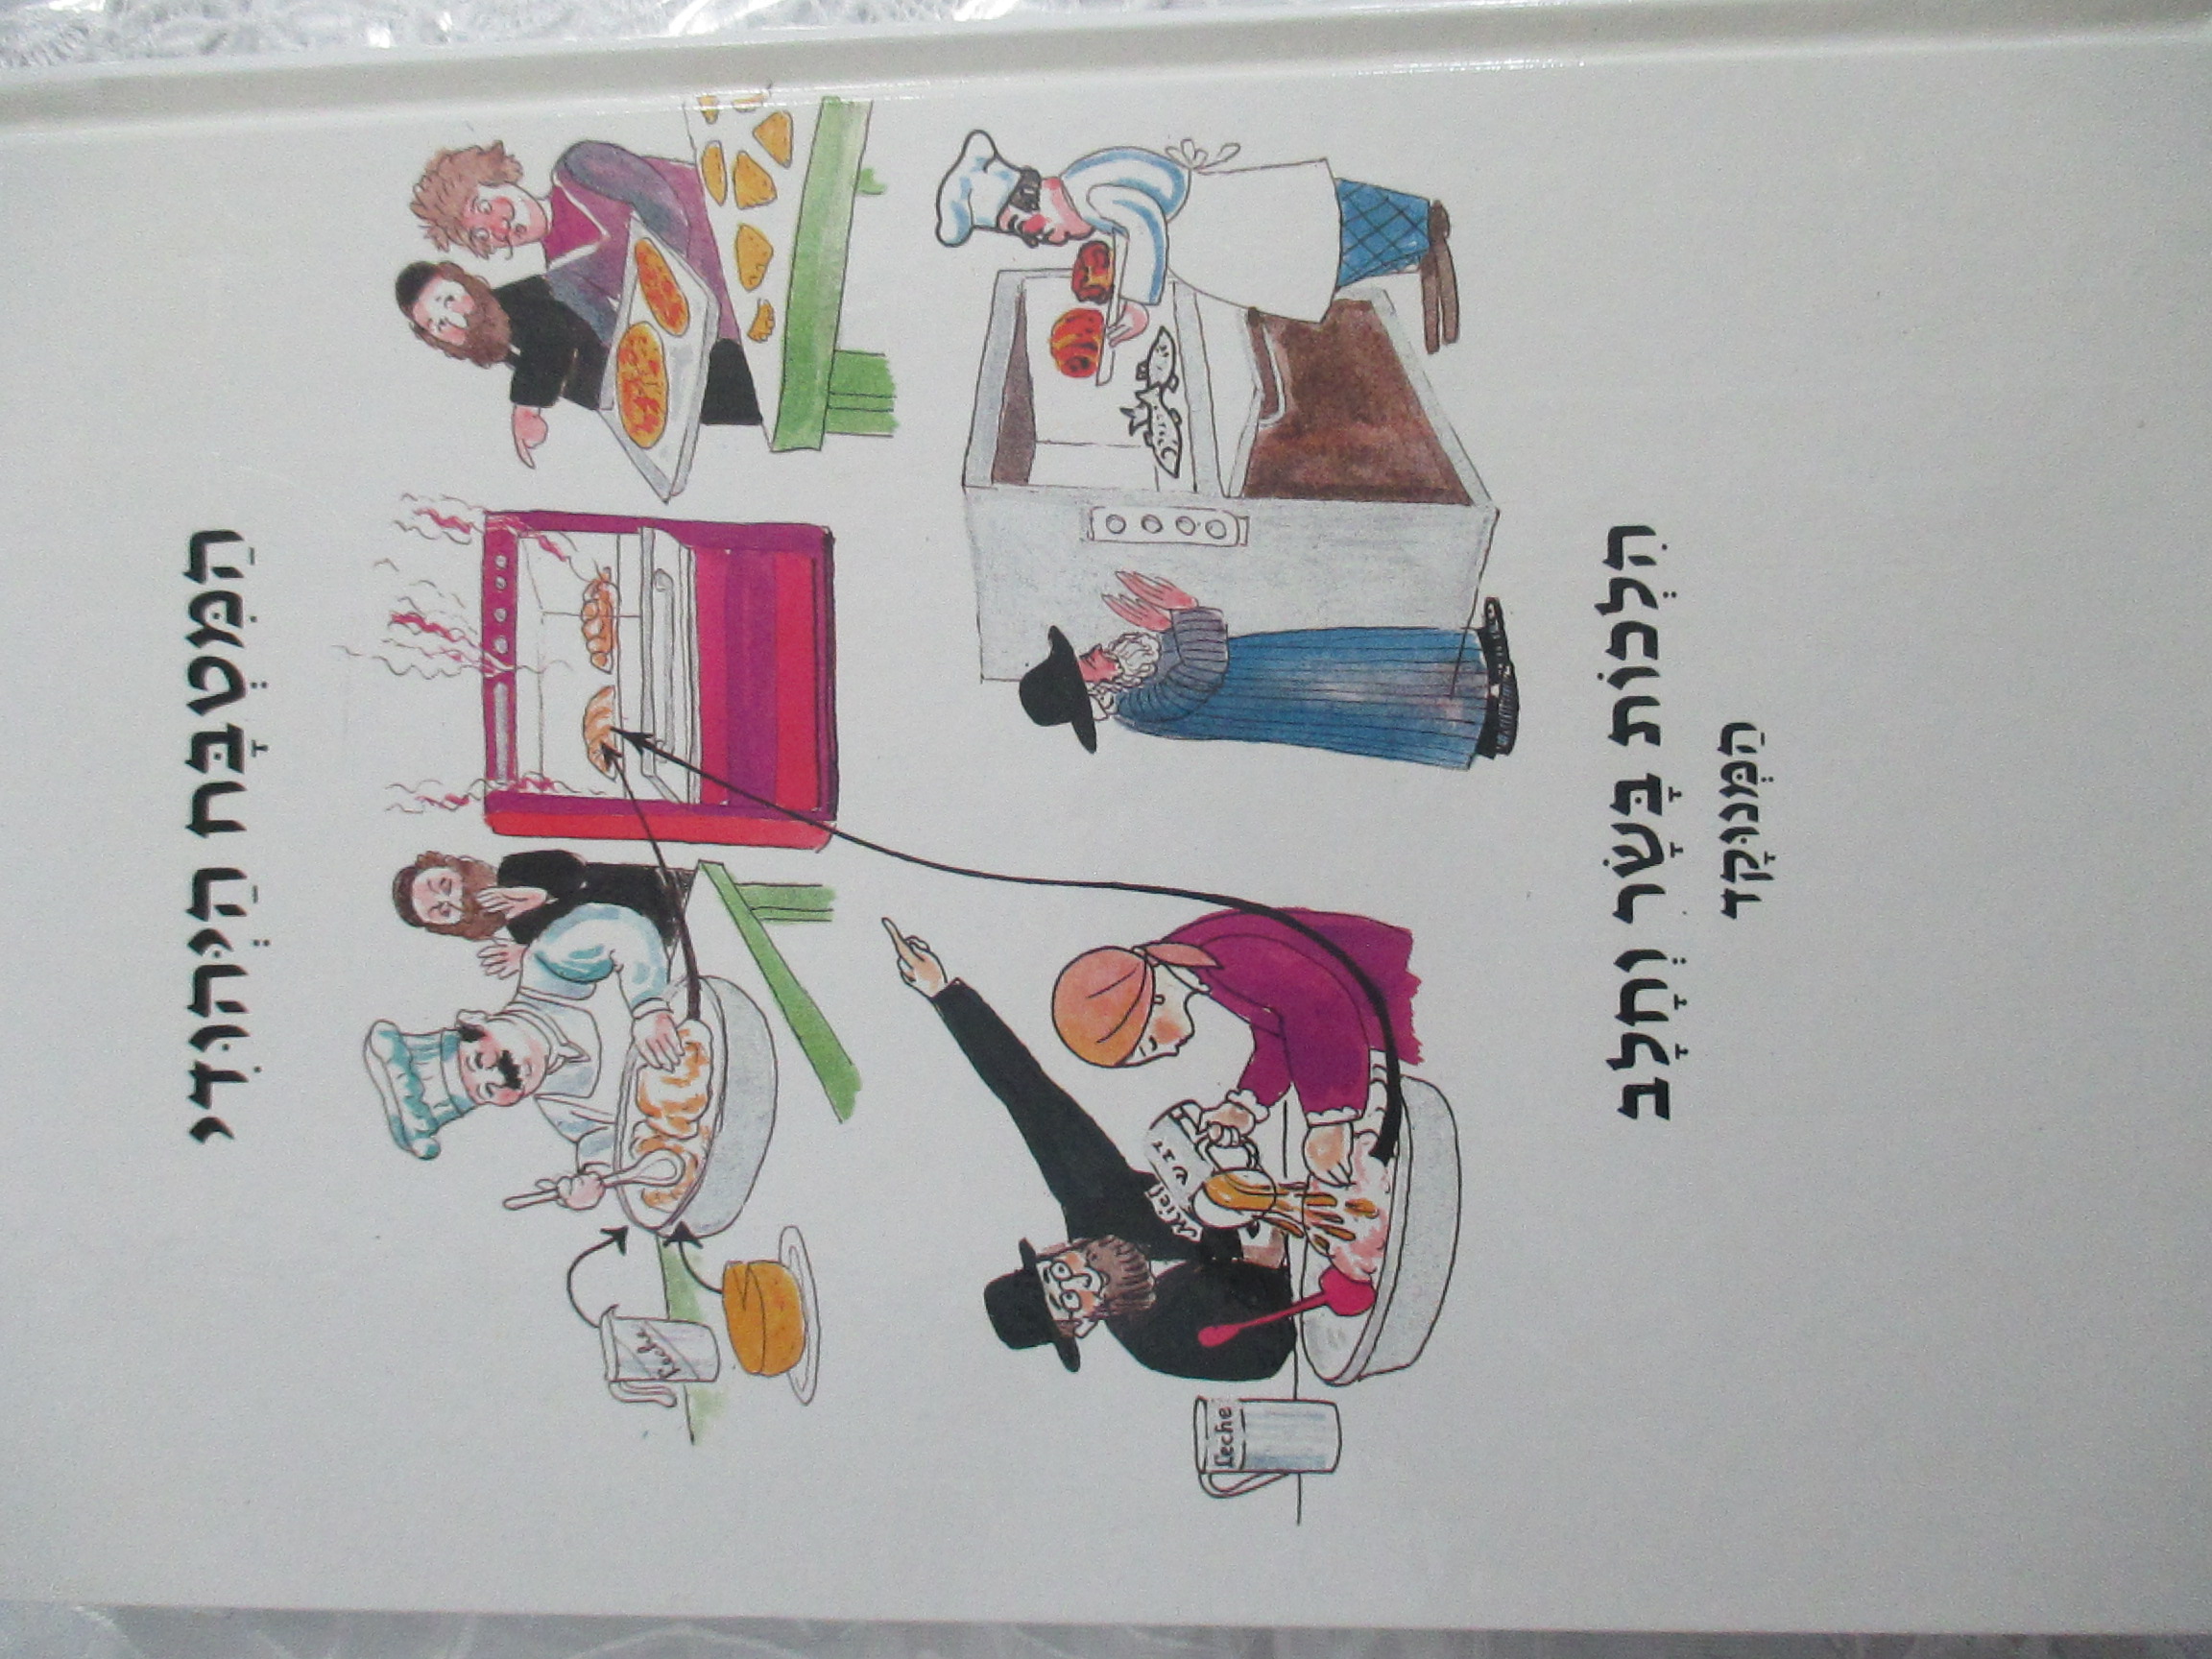 הַמִּטְבָּח הַיְּהוּדִי
Leche
Miel
דבש
Leche
הִלְכוֹת בָּשָׂרִ וְחָלָב
הַמְּנוּקָד